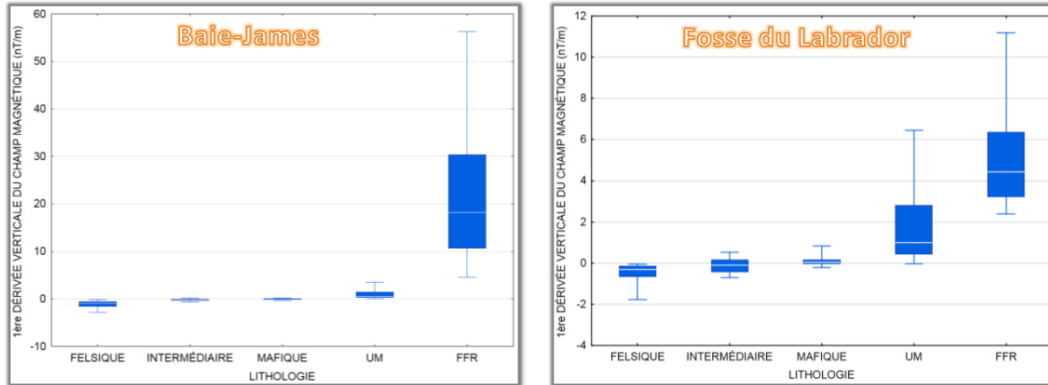 Baie-James
1ère DÉRIVÉE VERTICALE DU CHAMP MAGNÉTIQUE (nT/m)
60
50
40
30
20
10
0
-10
FELSIQUE INTERMÉDIAIRE MAFIQUE UM FFR
LITHOLOGIE
Fosse du Labrador
1ère DÉRIVÉE VERTICALE DU CHAMP MAGNÉTIQUE (nT/m)
12
10
8
6
4
2
0
-2
-4
FELSIQUE INTERMÉDIAIRE MAFIQUE UM FFR
LITHOLOGIE